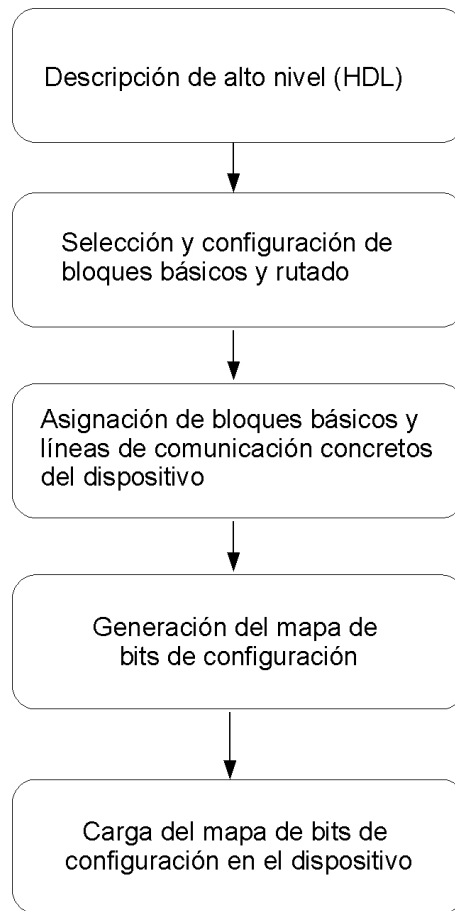 Descripción de alto nivel (HDL)
Selección y configuración de
bloques básicos y rutado
Asignación de bloques básicos y
líneas de comunicación concretos
del dispositivo
Generación del mapa de
bits de configuración
Carga del mapa de bits de
configuración en el dispositivo